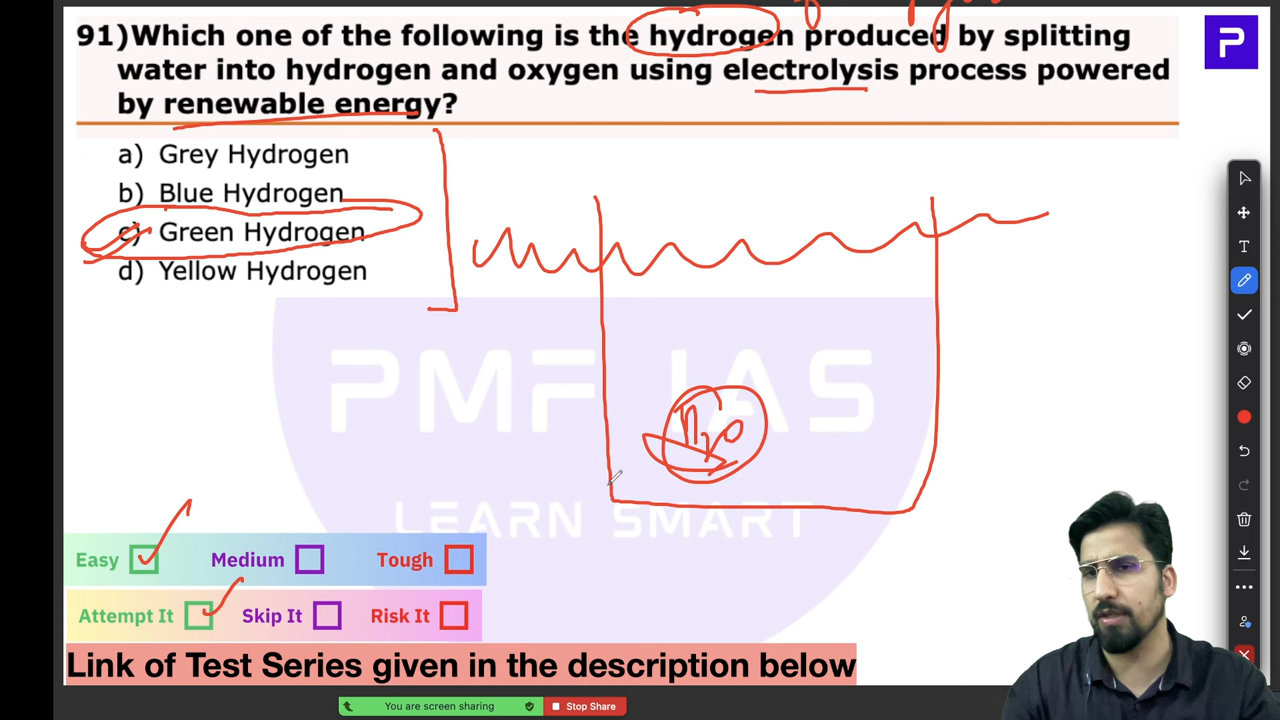 91)Which one of the following is the hydrogen produced by splitting
water into hydrogen and oxygen using electrolysis process powered
by renewable energy?
a) Grey Hydrogen
b) Blue Hydrogen
c) Green Hydrogen
d) Yellow Hydrogen
P
PMF IAS
LEARN SMART
H2O
Easy Medium Tough
Attempt It Skip It Risk It
Link of Test Series given in the description below
You are screen sharing Stop Share